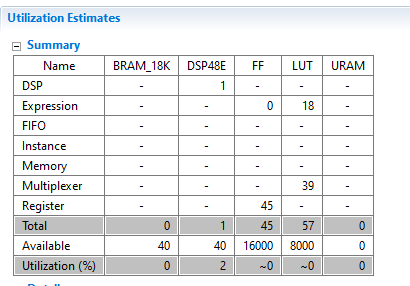 Utilization Estimates
Summary
Name BRAM_18K DSP48E FF LUT URAM
DSP - 1 - - -
Expression - - 0 18 -
FIFO - - - - -
Instance - - - - -
Memory - - - - -
Multiplexer - - - 39 -
Register - - 45 - -
Total 0 1 45 57 0
Available 40 40 16000 8000 0
Utilization (%) 0 2 ~0 ~0 0